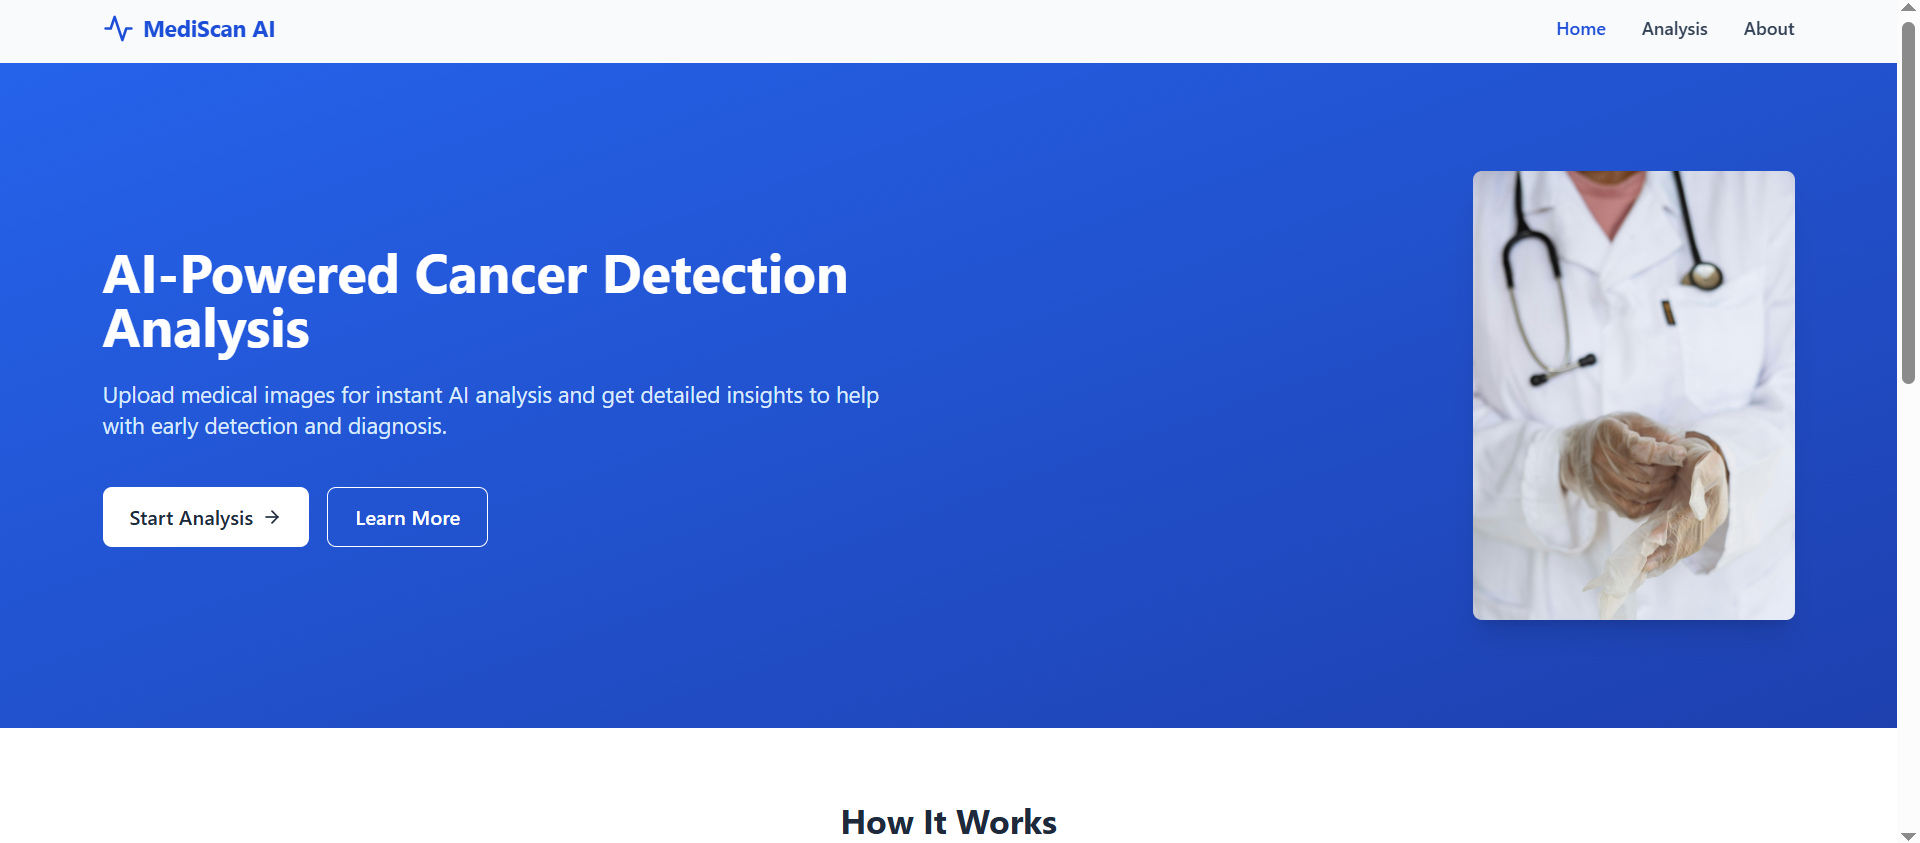 MediScan AI
Home
Analysis
About
AI-Powered Cancer Detection
Analysis
Upload medical images for instant AI analysis and get detailed insights to help
with early detection and diagnosis.
Start Analysis →
Learn More
How It Works